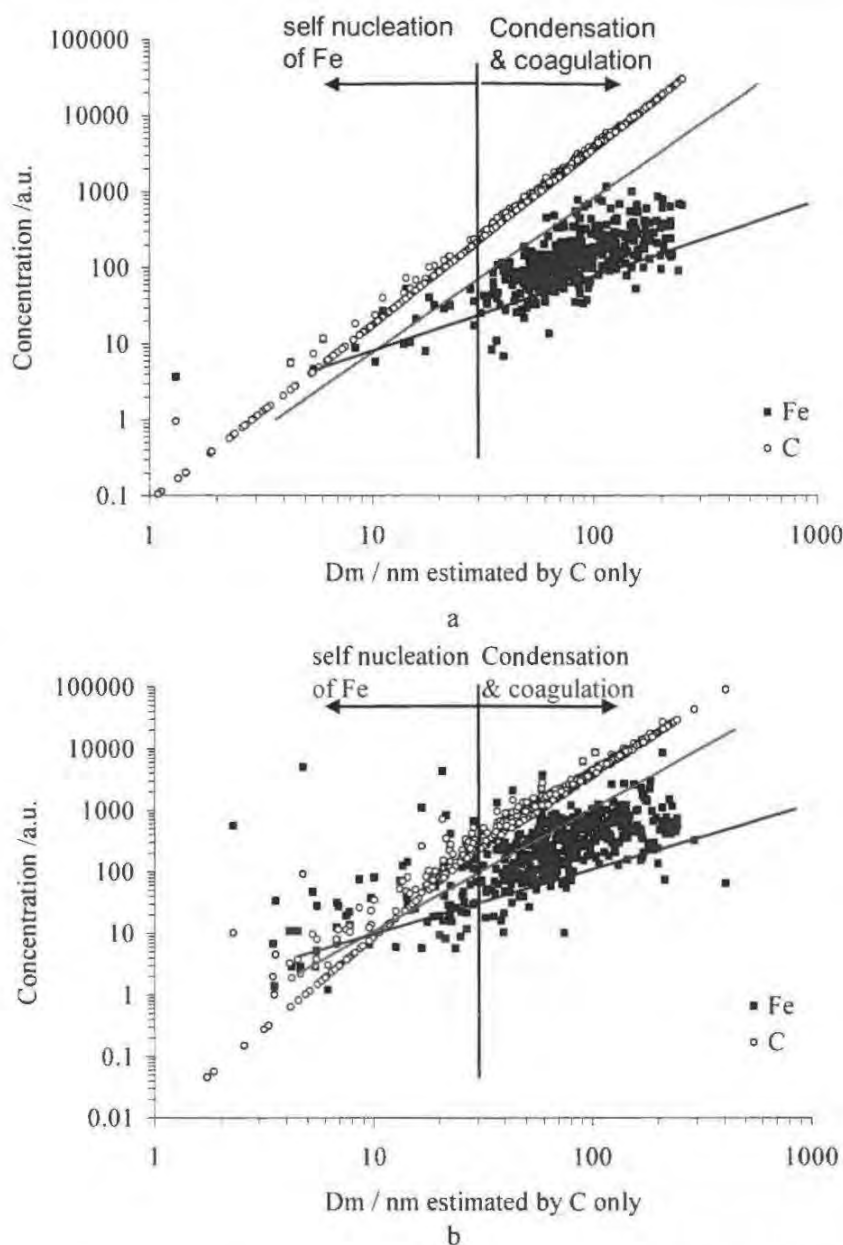 self nucleation Condensation
of Fe & coagulation
100000
10000
1000
100
10
1
0.1
Concentration /a.u.
Fe
C
1 10 100 1000
Dm / nm estimated by C only
a
self nucleation Condensation
of Fe & coagulation
100000
10000
1000
100
10
1
0.1
0.01
Concentration /a.u.
Fe
C
1 10 100 1000
Dm / nm estimated by C only
b